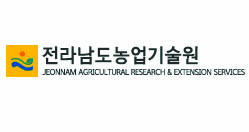 전라남도농업기술원
JEONNAM AGRICULTURAL RESEARCH & EXTENSION SERVICES